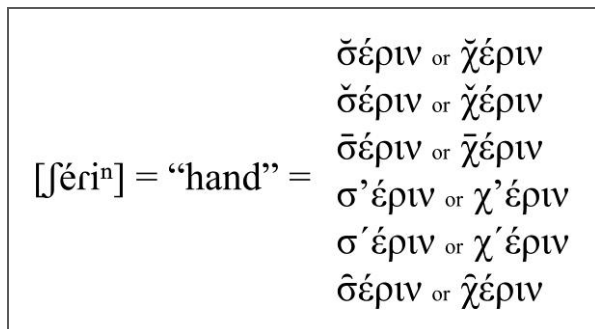 σ̆έριν or χ̆έριν
σ̌έριν or χ̌έριν
σ̄έριν or χ̄έριν
[ʃéɾiⁿ] = “hand” =
σ’έριν or χ’έριν
σ´έριν or χ´έριν
σ̑έριν or χ̑έριν